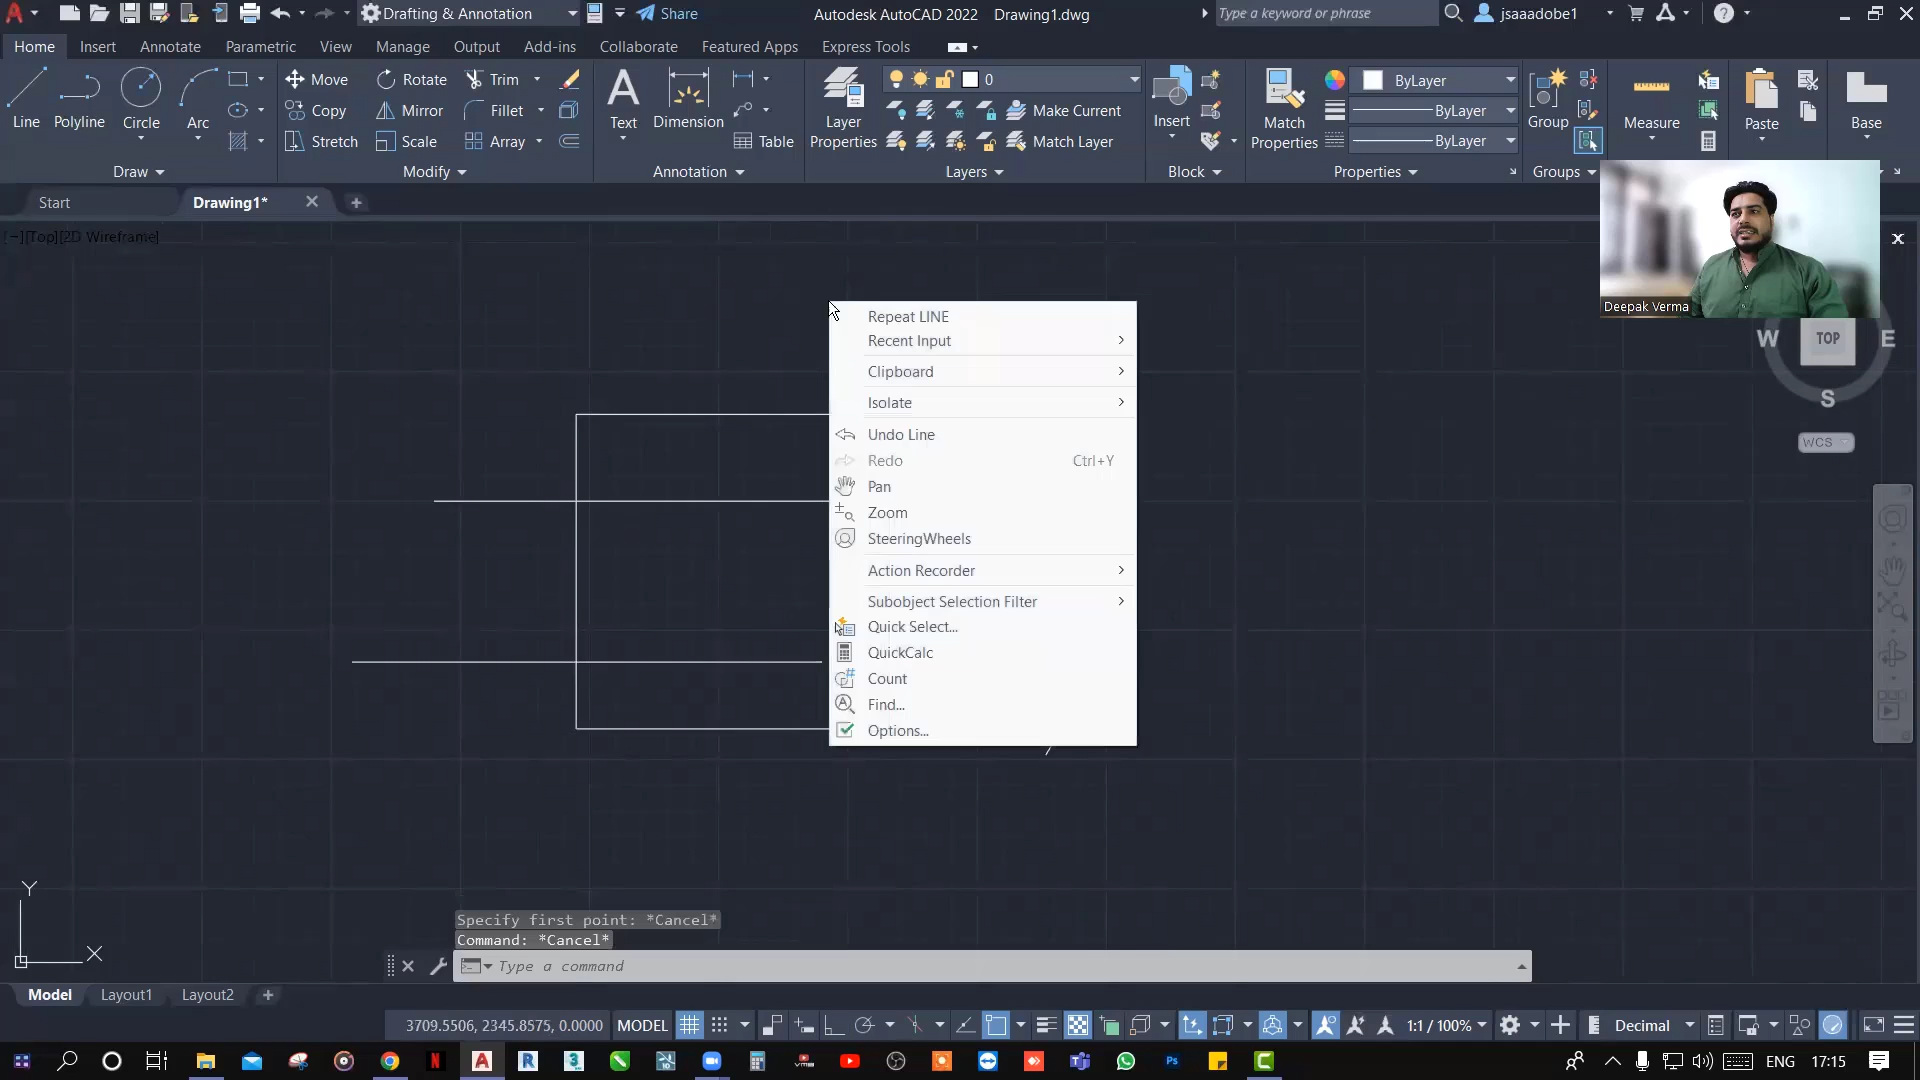 Drafting & Annotation
Share
Autodesk AutoCAD 2022 Drawing1.dwg
Type a keyword or phrase
jsaaadobe1
Home Insert Annotate Parametric View Manage Output Add-ins Collaborate Featured Apps Express Tools
Line Polyline Circle Arc
Move Rotate Trim
Copy Mirror Fillet
Stretch Scale Array
Text Dimension
Table
Layer Properties
0
Make Current
Match Layer
Insert
Match Properties
ByLayer
ByLayer
ByLayer
Group
Measure
Paste
Base
Draw Modify Annotation Layers Block Properties Groups
Start Drawing1*
[−][Top][2D Wireframe]
Deepak Verma
W TOP E
S
WCS
Repeat LINE
Recent Input
Clipboard
Isolate
Undo Line
Redo Ctrl+Y
Pan
Zoom
SteeringWheels
Action Recorder
Subobject Selection Filter
Quick Select...
QuickCalc
Count
Find...
Options...
Y
X
Specify first point: *Cancel*
Command: *Cancel*
Type a command
Model Layout1 Layout2
3709.5506, 2345.8575, 0.0000 MODEL 1:1 / 100% Decimal
ENG 17:15